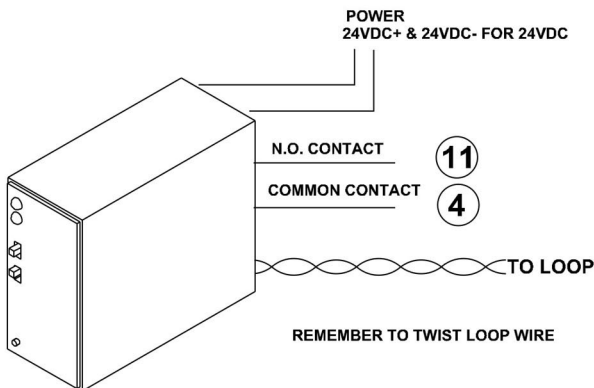 POWER
24VDC+ & 24VDC- FOR 24VDC
N.O. CONTACT
11
COMMON CONTACT
4
TO LOOP
REMEMBER TO TWIST LOOP WIRE